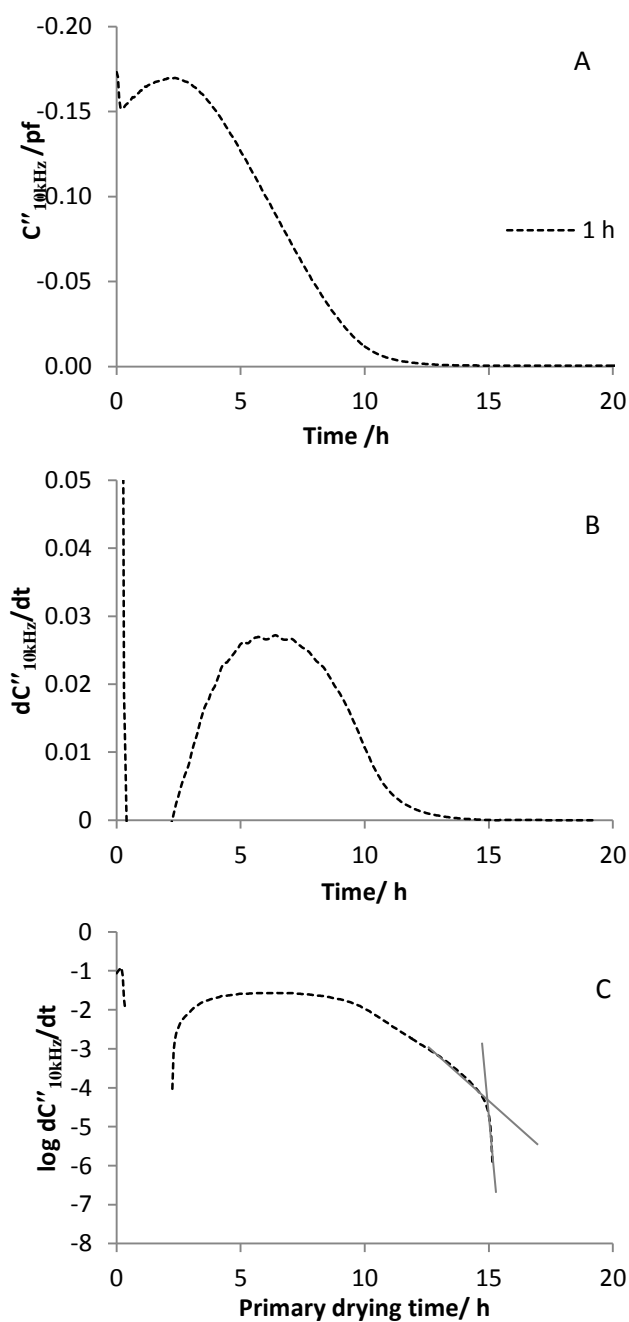 -0.20
-0.15
-0.10
-0.05
0.00
C″10kHz /pf
A
1 h
0 5 10 15 20
Time /h
0.05
0.04
0.03
0.02
0.01
0
dC″10kHz/dt
B
0 5 10 15 20
Time/ h
0
-1
-2
-3
-4
-5
-6
-7
-8
log dC″10kHz/dt
C
0 5 10 15 20
Primary drying time/ h